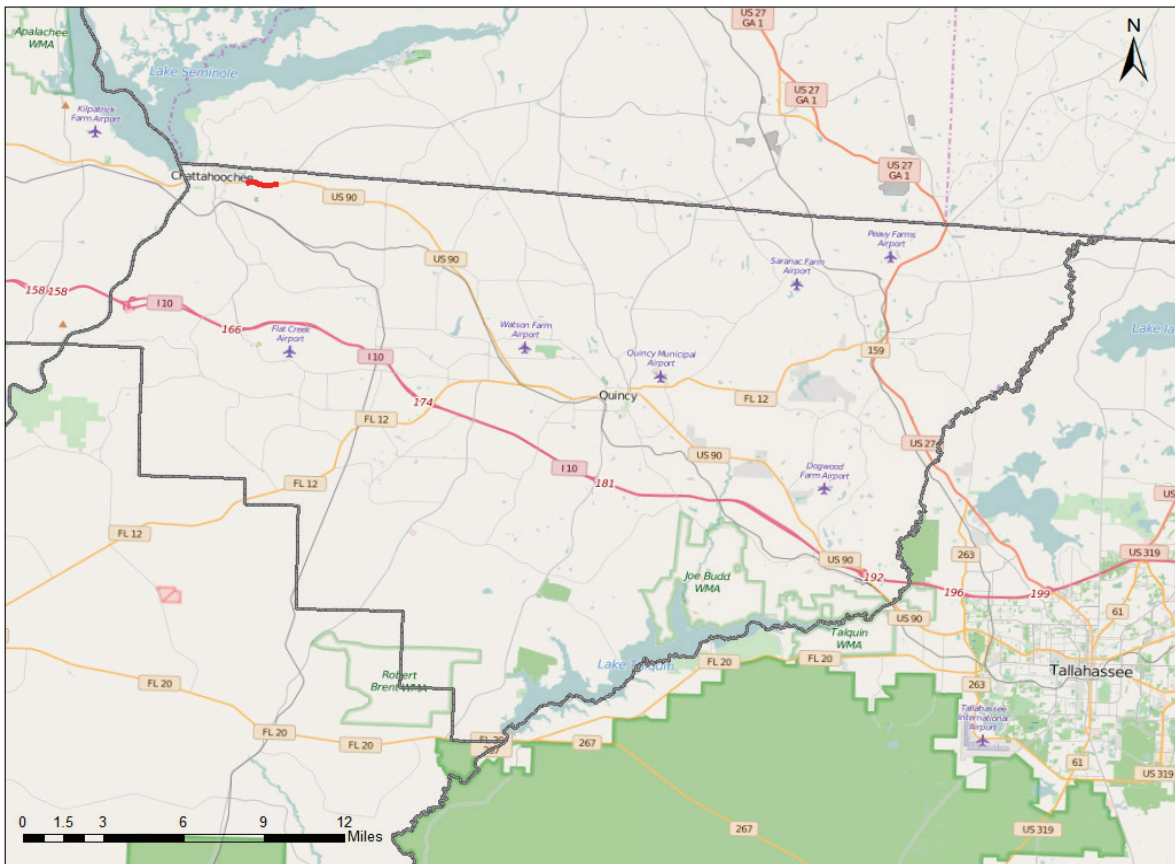 Apalachee
WMA
Lake Seminole
US 27
GA 1
N
US 27
GA 1
Kilpatrick
Farm Airport
US 27
GA 1
Chattahoochee
US 90
Peavy Farms
Airport
US 90
Saranac Farm
Airport
158 158
I 10
166
Flat Creek
Airport
Watson Farm
Airport
I 10
Quincy Municipal
Airport
159
174
Quincy
FL 12
FL 12
US 27
US 90
I 10
181
Dogwood
Farm Airport
FL 12
FL 12
US 90
263
US 319
192
Joe Budd
WMA
196
199
61
US 90
Talquin
WMA
Lake Talquin
FL 20
FL 20
Tallahassee
Robert
Brent WMA
FL 20
263
Tallahassee
International
Airport
FL 20
FL 20
FL 20
267
267
61
US 319
267
US 319
0 1.5 3 6 9 12
Miles